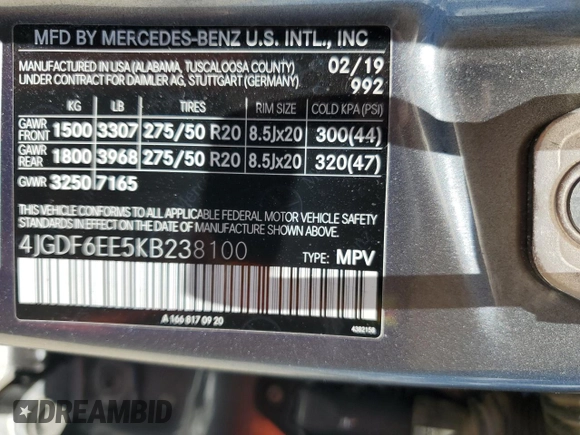 MFD BY MERCEDES-BENZ U.S. INTL., INC
MANUFACTURED IN USA (ALABAMA, TUSCALOOSA COUNTY) 02/19
UNDER CONTRACT FOR DAIMLER AG, STUTTGART (GERMANY) 992
KG LB TIRES RIM SIZE COLD KPA (PSI)
GAWR FRONT 1500 3307 275/50 R20 8.5Jx20 300(44)
GAWR REAR 1800 3968 275/50 R20 8.5Jx20 320(47)
GVWR 3250 7165
THIS VEHICLE CONFORMS TO ALL APPLICABLE FEDERAL MOTOR VEHICLE SAFETY
STANDARDS IN EFFECT ON THE DATE OF MANUFACTURE SHOWN ABOVE.
4JGDF6EE5KB238100 TYPE: MPV
A 166 817 09 20 4382158
DREAMBID